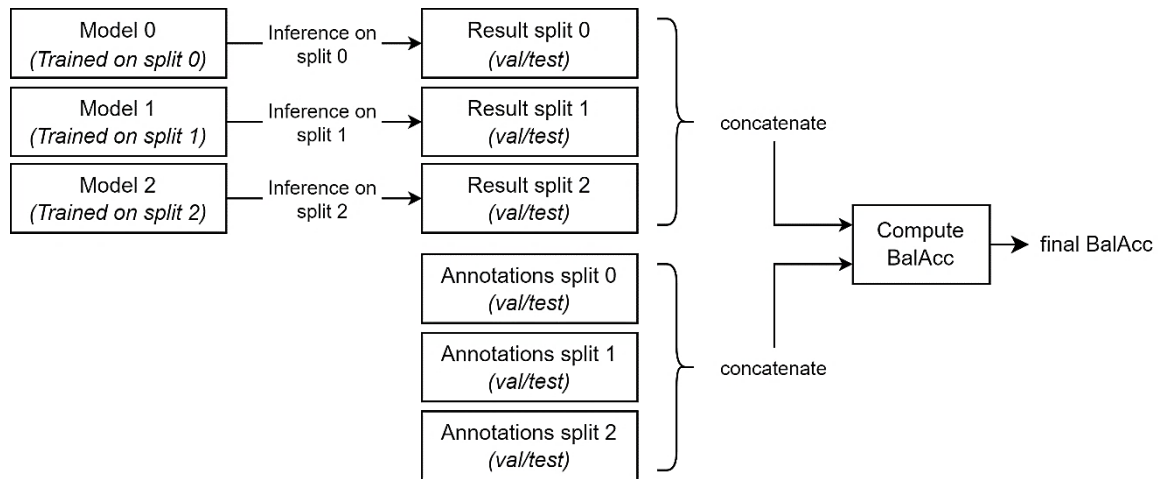 Model 0
(Trained on split 0)
Inference on
split 0
Result split 0
(val/test)
Model 1
(Trained on split 1)
Inference on
split 1
Result split 1
(val/test)
Model 2
(Trained on split 2)
Inference on
split 2
Result split 2
(val/test)
concatenate
Annotations split 0
(val/test)
Annotations split 1
(val/test)
Annotations split 2
(val/test)
concatenate
Compute
BalAcc
final BalAcc